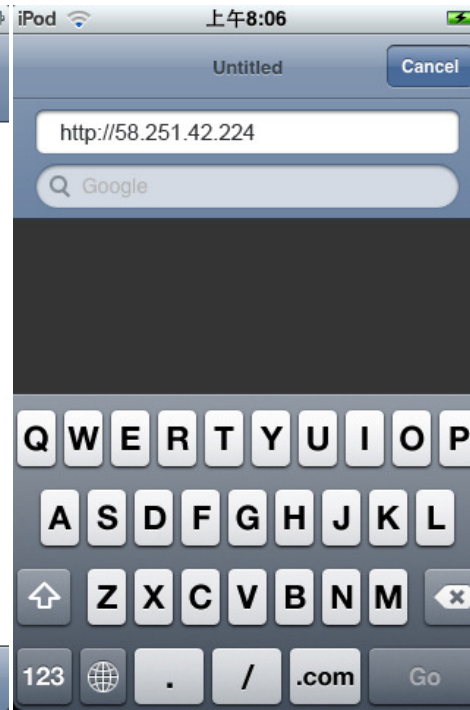 iPod 上午8:06
Untitled Cancel
http://58.251.42.224
Google
Q W E R T Y U I O P
A S D F G H J K L
Z X C V B N M
123 . / .com Go